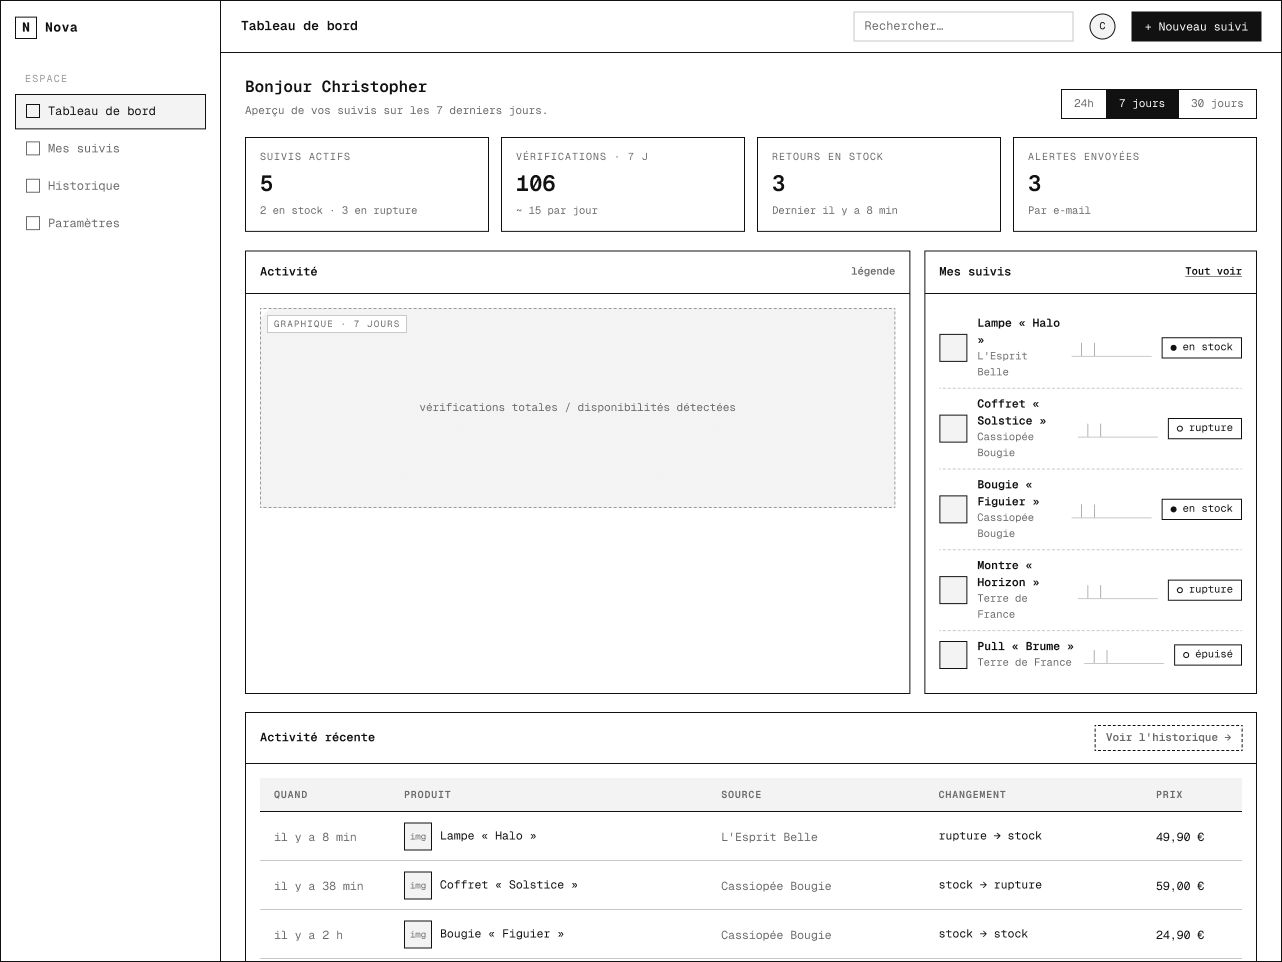 N Nova
ESPACE
Tableau de bord
Mes suivis
Historique
Paramètres
Tableau de bord
Rechercher…
C
+ Nouveau suivi
Bonjour Christopher
Aperçu de vos suivis sur les 7 derniers jours.
24h 7 jours 30 jours
SUIVIS ACTIFS
5
2 en stock · 3 en rupture
VÉRIFICATIONS · 7 J
106
~ 15 par jour
RETOURS EN STOCK
3
Dernier il y a 8 min
ALERTES ENVOYÉES
3
Par e-mail
Activité
légende
GRAPHIQUE · 7 JOURS
vérifications totales / disponibilités détectées
Mes suivis
Tout voir
Lampe « Halo
»
L'Esprit
Belle
en stock
Coffret «
Solstice »
Cassiopée
Bougie
rupture
Bougie «
Figuier »
Cassiopée
Bougie
en stock
Montre «
Horizon »
Terre de
France
rupture
Pull « Brume »
Terre de France
épuisé
Activité récente
Voir l'historique →
QUAND PRODUIT SOURCE CHANGEMENT PRIX
il y a 8 min img Lampe « Halo » L'Esprit Belle rupture → stock 49,90 €
il y a 38 min img Coffret « Solstice » Cassiopée Bougie stock → rupture 59,00 €
il y a 2 h img Bougie « Figuier » Cassiopée Bougie stock → stock 24,90 €